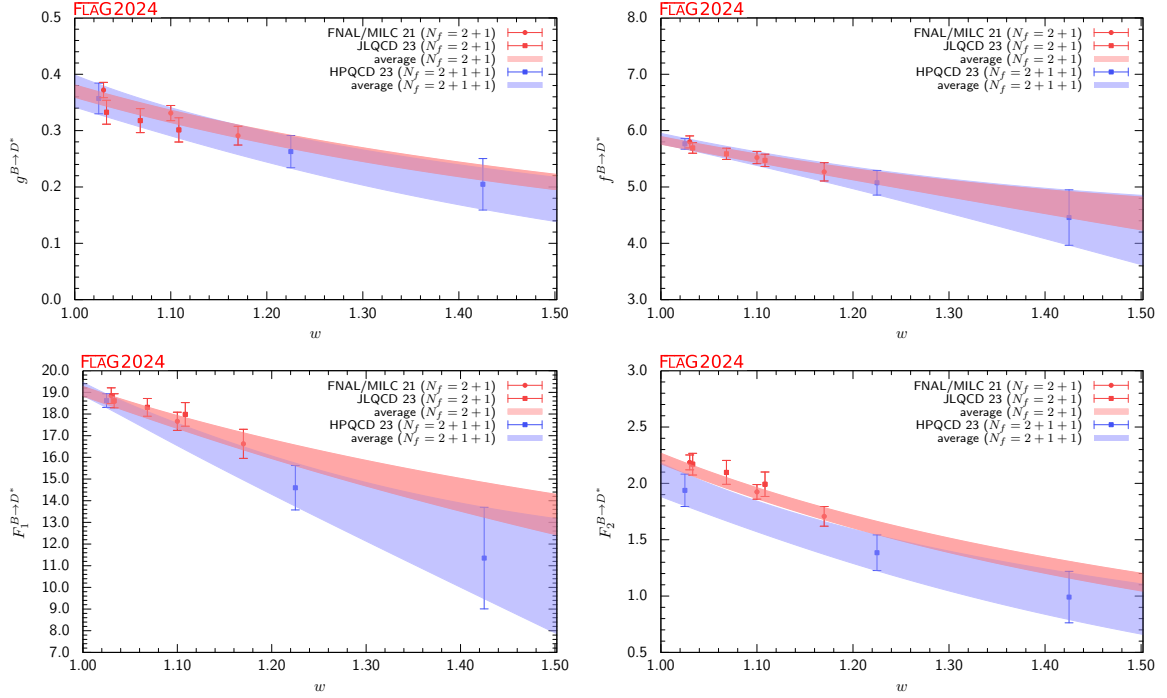 FLAG2024
FNAL/MILC 21 (N_f = 2 + 1)
JLQCD 23 (N_f = 2 + 1)
average (N_f = 2 + 1)
HPQCD 23 (N_f = 2 + 1 + 1)
average (N_f = 2 + 1 + 1)
g^{B→D*}
0.5
0.4
0.3
0.2
0.1
0.0
1.00 1.10 1.20 1.30 1.40 1.50
w
FLAG2024
FNAL/MILC 21 (N_f = 2 + 1)
JLQCD 23 (N_f = 2 + 1)
average (N_f = 2 + 1)
HPQCD 23 (N_f = 2 + 1 + 1)
average (N_f = 2 + 1 + 1)
f^{B→D*}
8.0
7.0
6.0
5.0
4.0
3.0
1.00 1.10 1.20 1.30 1.40 1.50
w
FLAG2024
FNAL/MILC 21 (N_f = 2 + 1)
JLQCD 23 (N_f = 2 + 1)
average (N_f = 2 + 1)
HPQCD 23 (N_f = 2 + 1 + 1)
average (N_f = 2 + 1 + 1)
F_1^{B→D*}
20.0
19.0
18.0
17.0
16.0
15.0
14.0
13.0
12.0
11.0
10.0
9.0
8.0
7.0
1.00 1.10 1.20 1.30 1.40 1.50
w
FLAG2024
FNAL/MILC 21 (N_f = 2 + 1)
JLQCD 23 (N_f = 2 + 1)
average (N_f = 2 + 1)
HPQCD 23 (N_f = 2 + 1 + 1)
average (N_f = 2 + 1 + 1)
F_2^{B→D*}
3.0
2.5
2.0
1.5
1.0
0.5
1.00 1.10 1.20 1.30 1.40 1.50
w